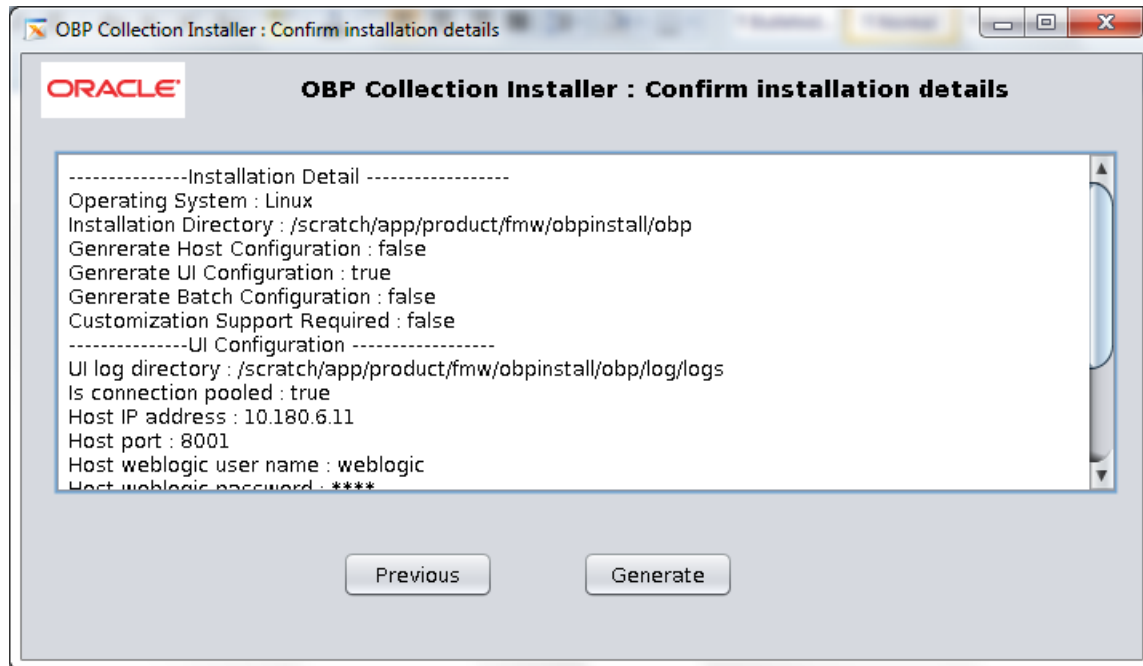 OBP Collection Installer : Confirm installation details
ORACLE®
OBP Collection Installer : Confirm installation details
---------------Installation Detail ------------------
Operating System : Linux
Installation Directory : /scratch/app/product/fmw/obpinstall/obp
Genrerate Host Configuration : false
Genrerate UI Configuration : true
Genrerate Batch Configuration : false
Customization Support Required : false
---------------UI Configuration ------------------
UI log directory : /scratch/app/product/fmw/obpinstall/obp/log/logs
Is connection pooled : true
Host IP address : 10.180.6.11
Host port : 8001
Host weblogic user name : weblogic
Host weblogic password : ****
Previous
Generate